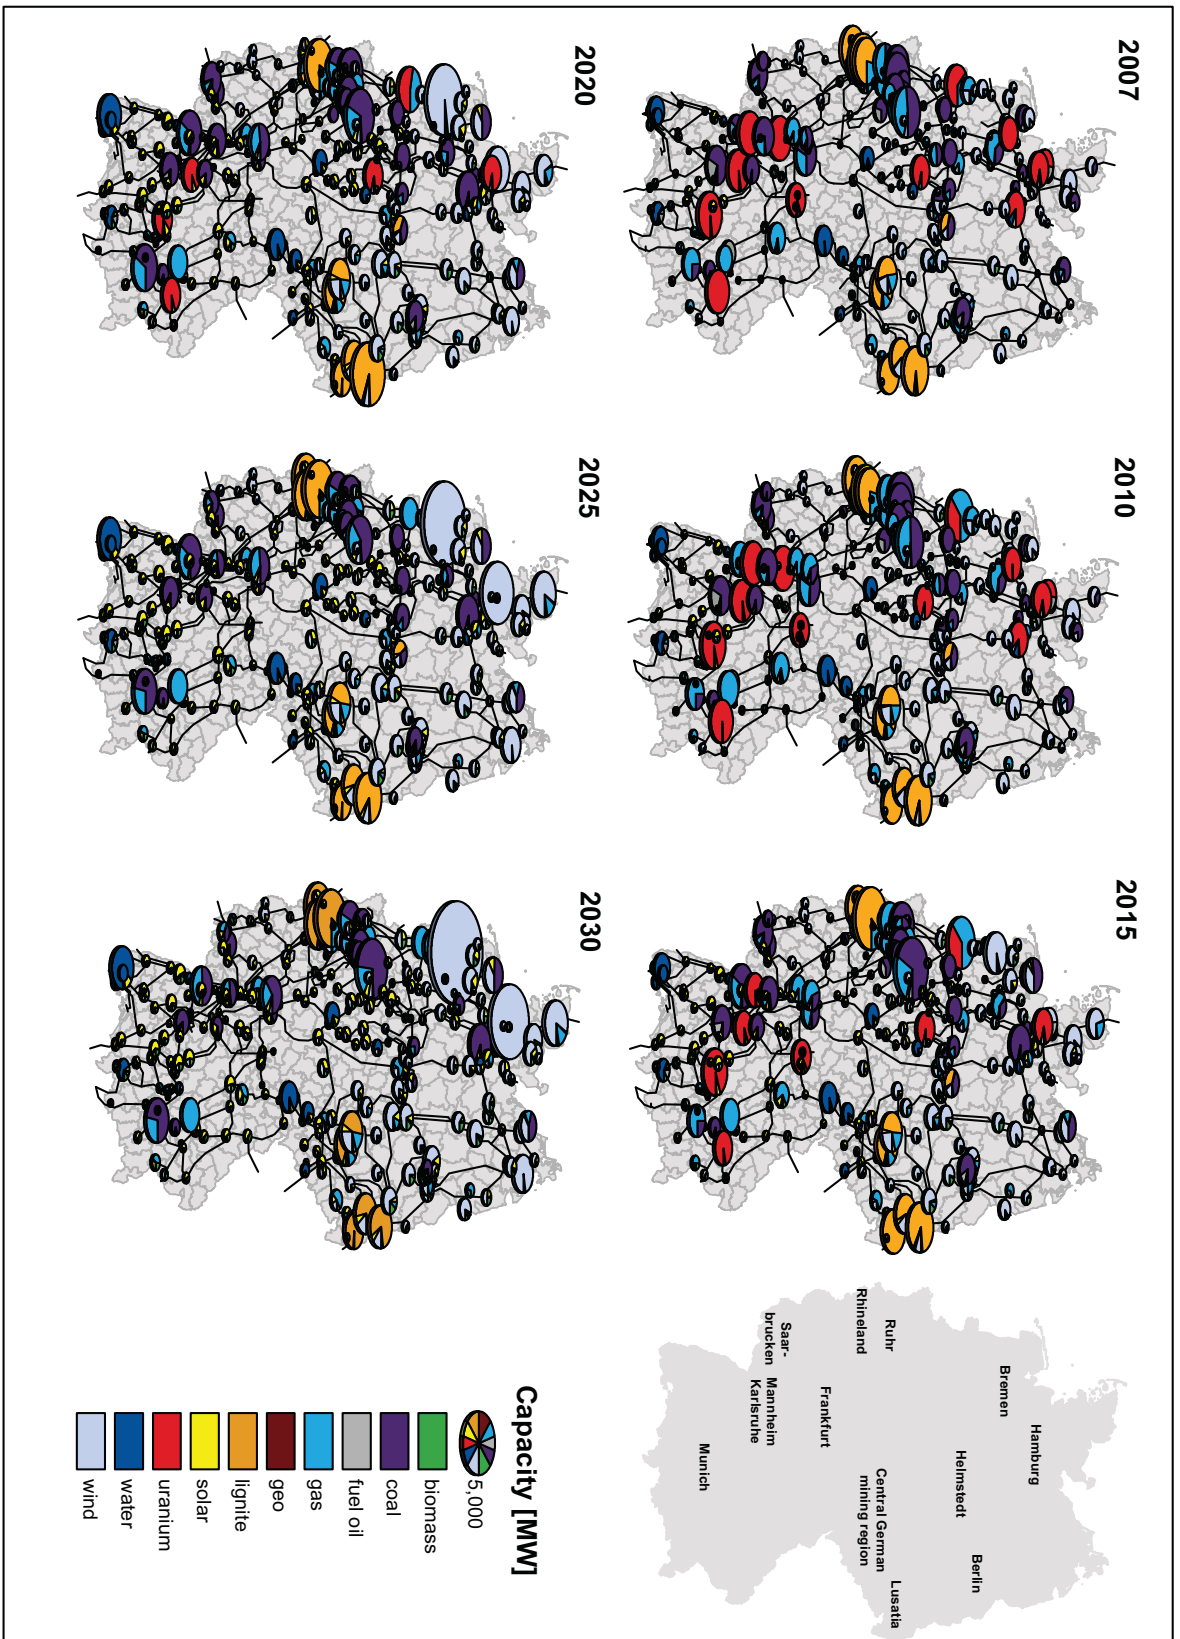 2007
2010
2015
Bremen
Hamburg
Helmstedt
Berlin
Ruhr
Rhineland
Central German
mining region
Lusatia
Frankfurt
Saar-
brucken
Mannheim
Karlsruhe
Munich
2020
2025
2030
Capacity [MW]
5,000
biomass
coal
fuel oil
gas
geo
lignite
solar
uranium
water
wind